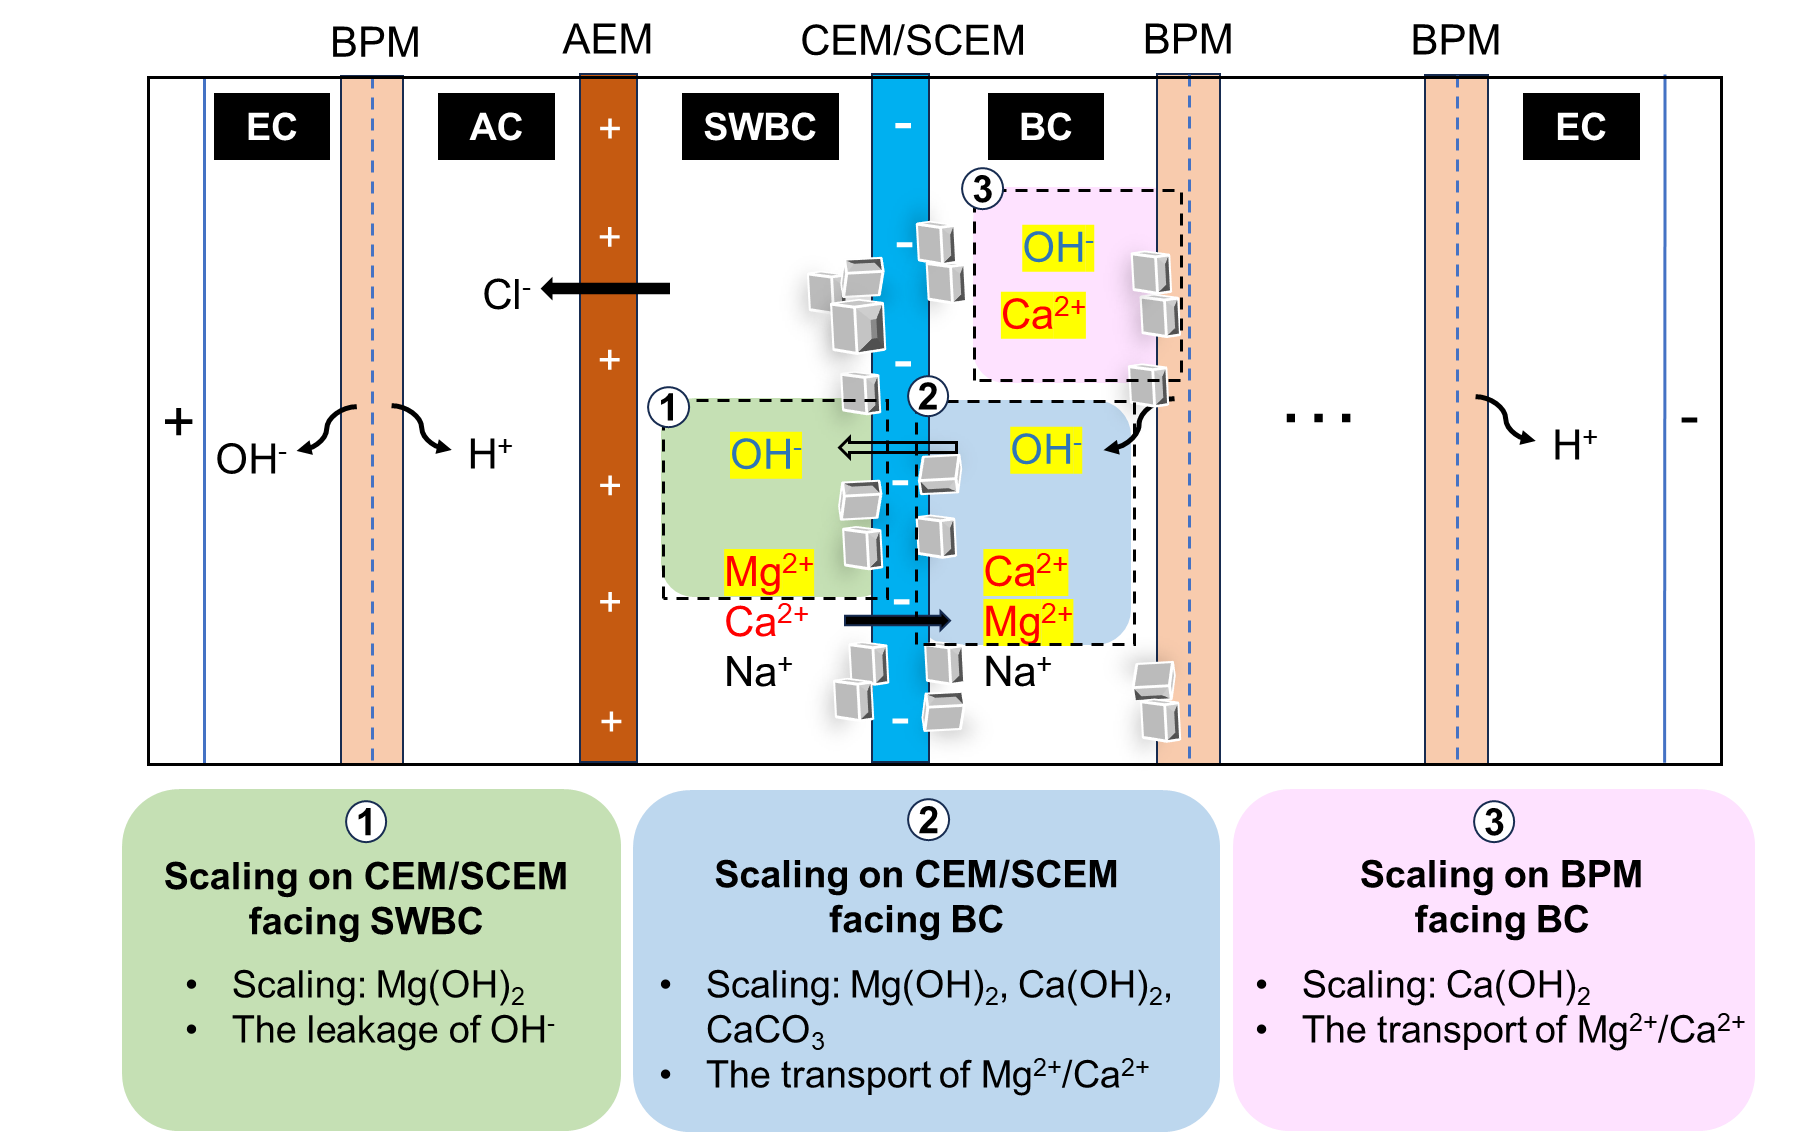 BPM AEM CEM/SCEM BPM BPM
EC AC SWBC BC EC
+ -
+ -
Cl⁻
+ -
+ -
+ -
+ -
③
OH⁻
Ca²⁺
①
②
+ -
OH⁻ H⁺ OH⁻ OH⁻ ... H⁺
Mg²⁺ Ca²⁺
Ca²⁺ Mg²⁺
Na⁺ Na⁺
①
Scaling on CEM/SCEM
facing SWBC
• Scaling: Mg(OH)₂
• The leakage of OH⁻
②
Scaling on CEM/SCEM
facing BC
• Scaling: Mg(OH)₂, Ca(OH)₂,
CaCO₃
• The transport of Mg²⁺/Ca²⁺
③
Scaling on BPM
facing BC
• Scaling: Ca(OH)₂
• The transport of Mg²⁺/Ca²⁺